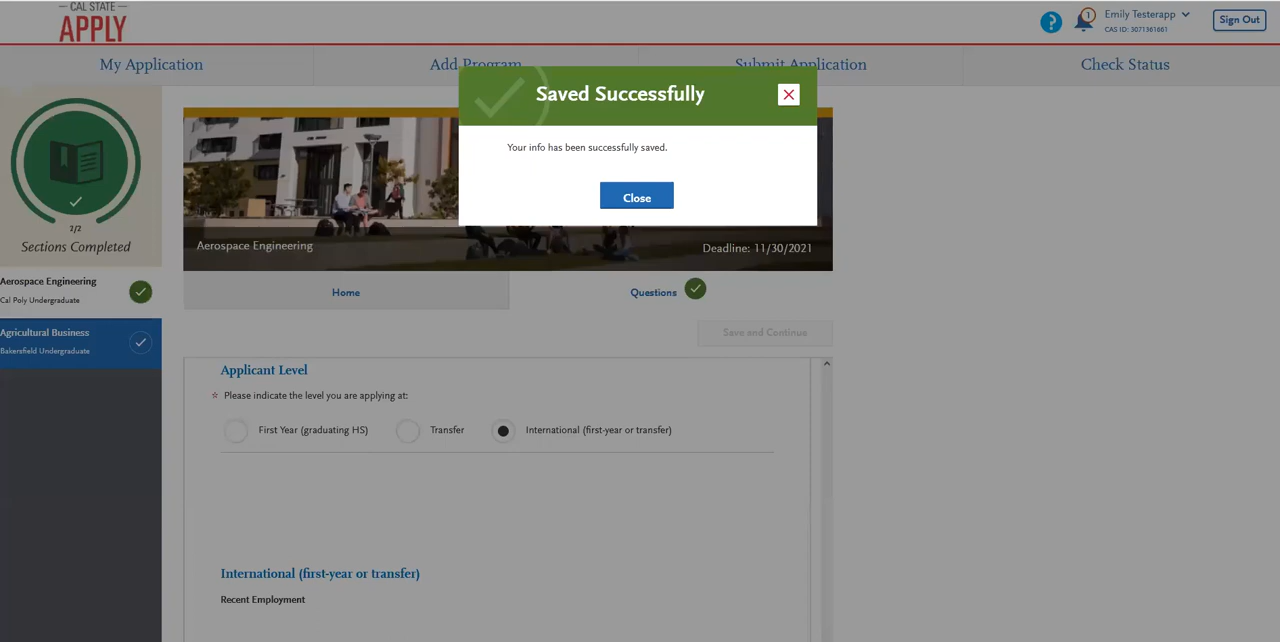 CAL STATE
APPLY
?
1
Emily Testerapp
CAS ID: 3071361661
Sign Out
My Application
Add Program
Submit Application
Check Status
Saved Successfully
Your info has been successfully saved.
Close
2/2
Sections Completed
Aerospace Engineering
Cal Poly Undergraduate
Agricultural Business
Bakersfield Undergraduate
Aerospace Engineering
Deadline: 11/30/2021
Home
Questions
Save and Continue
Applicant Level
Please indicate the level you are applying at:
First Year (graduating HS)
Transfer
International (first-year or transfer)
International (first-year or transfer)
Recent Employment